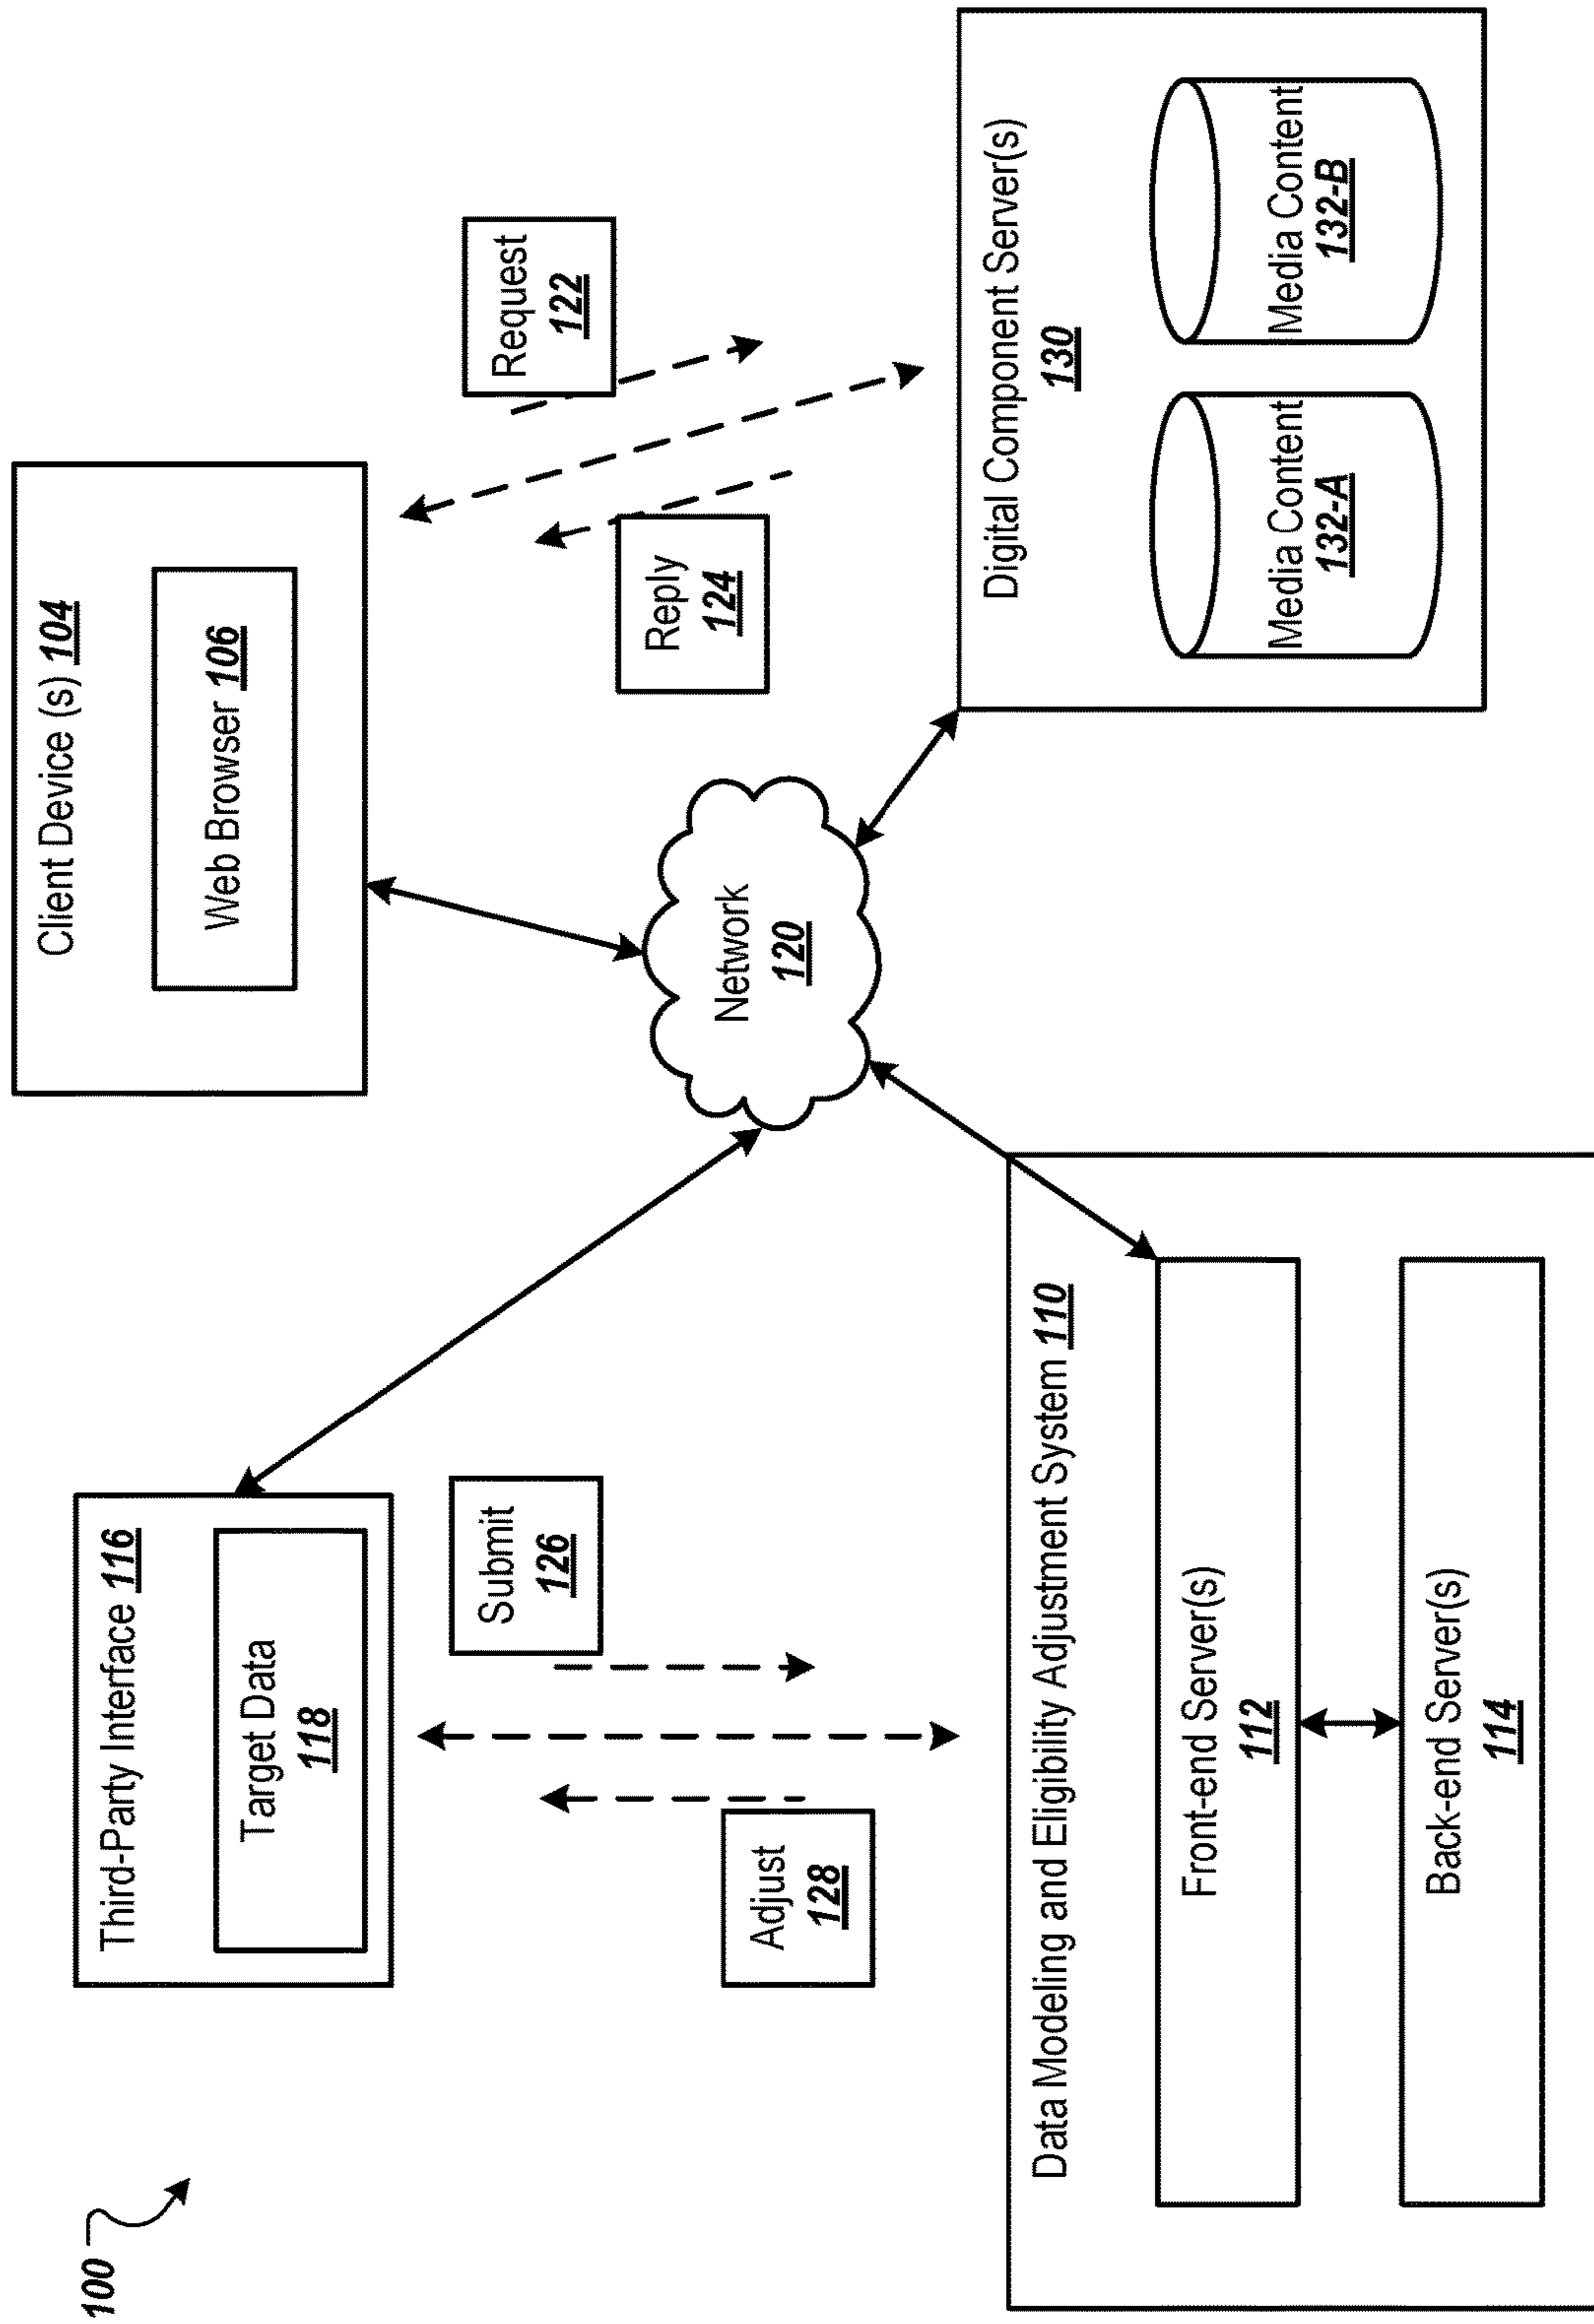 100
Third-Party Interface 116
Target Data
118
Client Device (s) 104
Web Browser 106
Submit
126
Adjust
128
Request
122
Reply
124
Network
120
Data Modeling and Eligibility Adjustment System 110
Front-end Server(s)
112
Back-end Server(s)
114
Digital Component Server(s)
130
Media Content
132-A
Media Content
132-B